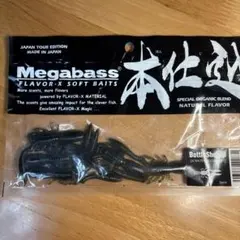 JAPAN TOUR EDITION
MADE IN JAPAN
Megabass
FLAVOR-X SOFT BAITS
More scents, more flavors
powered by FLAVOR-X MATERIAL
The scents give amazing impact for the clever fish.
Excellent FLAVOR-X Magic
本仕込
SPECIAL ORGANIC BLEND
NATURAL FLAVOR